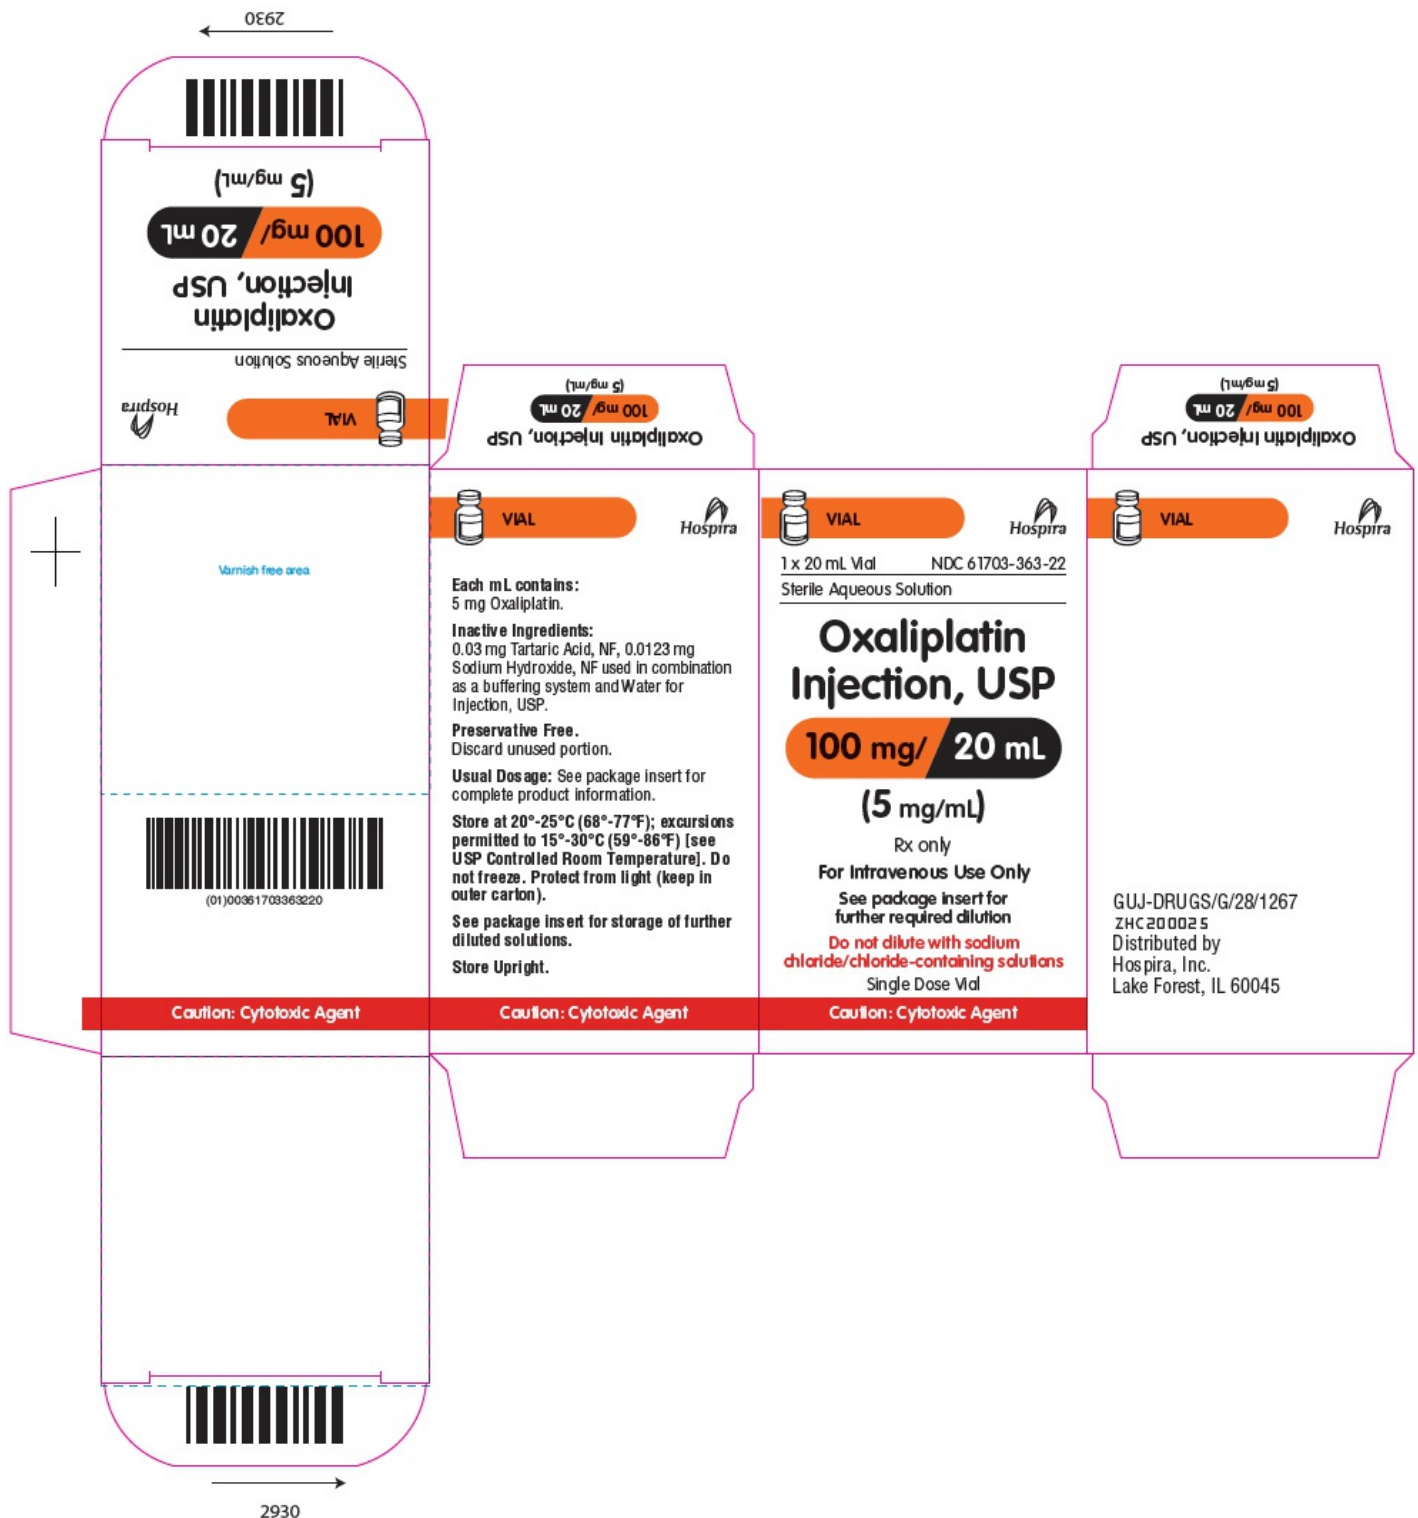 2930
(5 mg/mL)
100 mg/ 20 mL
Oxaliplatin
Injection, USP
Sterile Aqueous Solution
VIAL
Hospira
(5 mg/mL)
100 mg/ 20 mL
Oxaliplatin Injection, USP
(5 mg/mL)
100 mg/ 20 mL
Oxaliplatin Injection, USP
Varnish free area
(01)00361703363220
Caution: Cytotoxic Agent
VIAL
Hospira
Each mL contains:
5 mg Oxaliplatin.
Inactive Ingredients:
0.03 mg Tartaric Acid, NF, 0.0123 mg
Sodium Hydroxide, NF used in combination
as a buffering system and Water for
Injection, USP.
Preservative Free.
Discard unused portion.
Usual Dosage: See package insert for
complete product information.
Store at 20°-25°C (68°-77°F); excursions
permitted to 15°-30°C (59°-86°F) [see
USP Controlled Room Temperature]. Do
not freeze. Protect from light (keep in
outer carton).
See package insert for storage of further
diluted solutions.
Store Upright.
Caution: Cytotoxic Agent
VIAL
Hospira
1 x 20 mL Vial NDC 61703-363-22
Sterile Aqueous Solution
Oxaliplatin
Injection, USP
100 mg/ 20 mL
(5 mg/mL)
Rx only
For Intravenous Use Only
See package insert for
further required dilution
Do not dilute with sodium
chloride/chloride-containing solutions
Single Dose Vial
Caution: Cytotoxic Agent
VIAL
Hospira
GUJ-DRUGS/G/28/1267
ZHC200025
Distributed by
Hospira, Inc.
Lake Forest, IL 60045
2930